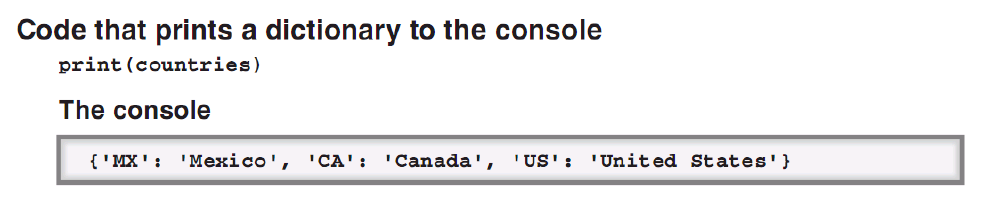 Code that prints a dictionary to the console
print(countries)
The console
{'MX': 'Mexico', 'CA': 'Canada', 'US': 'United States'}